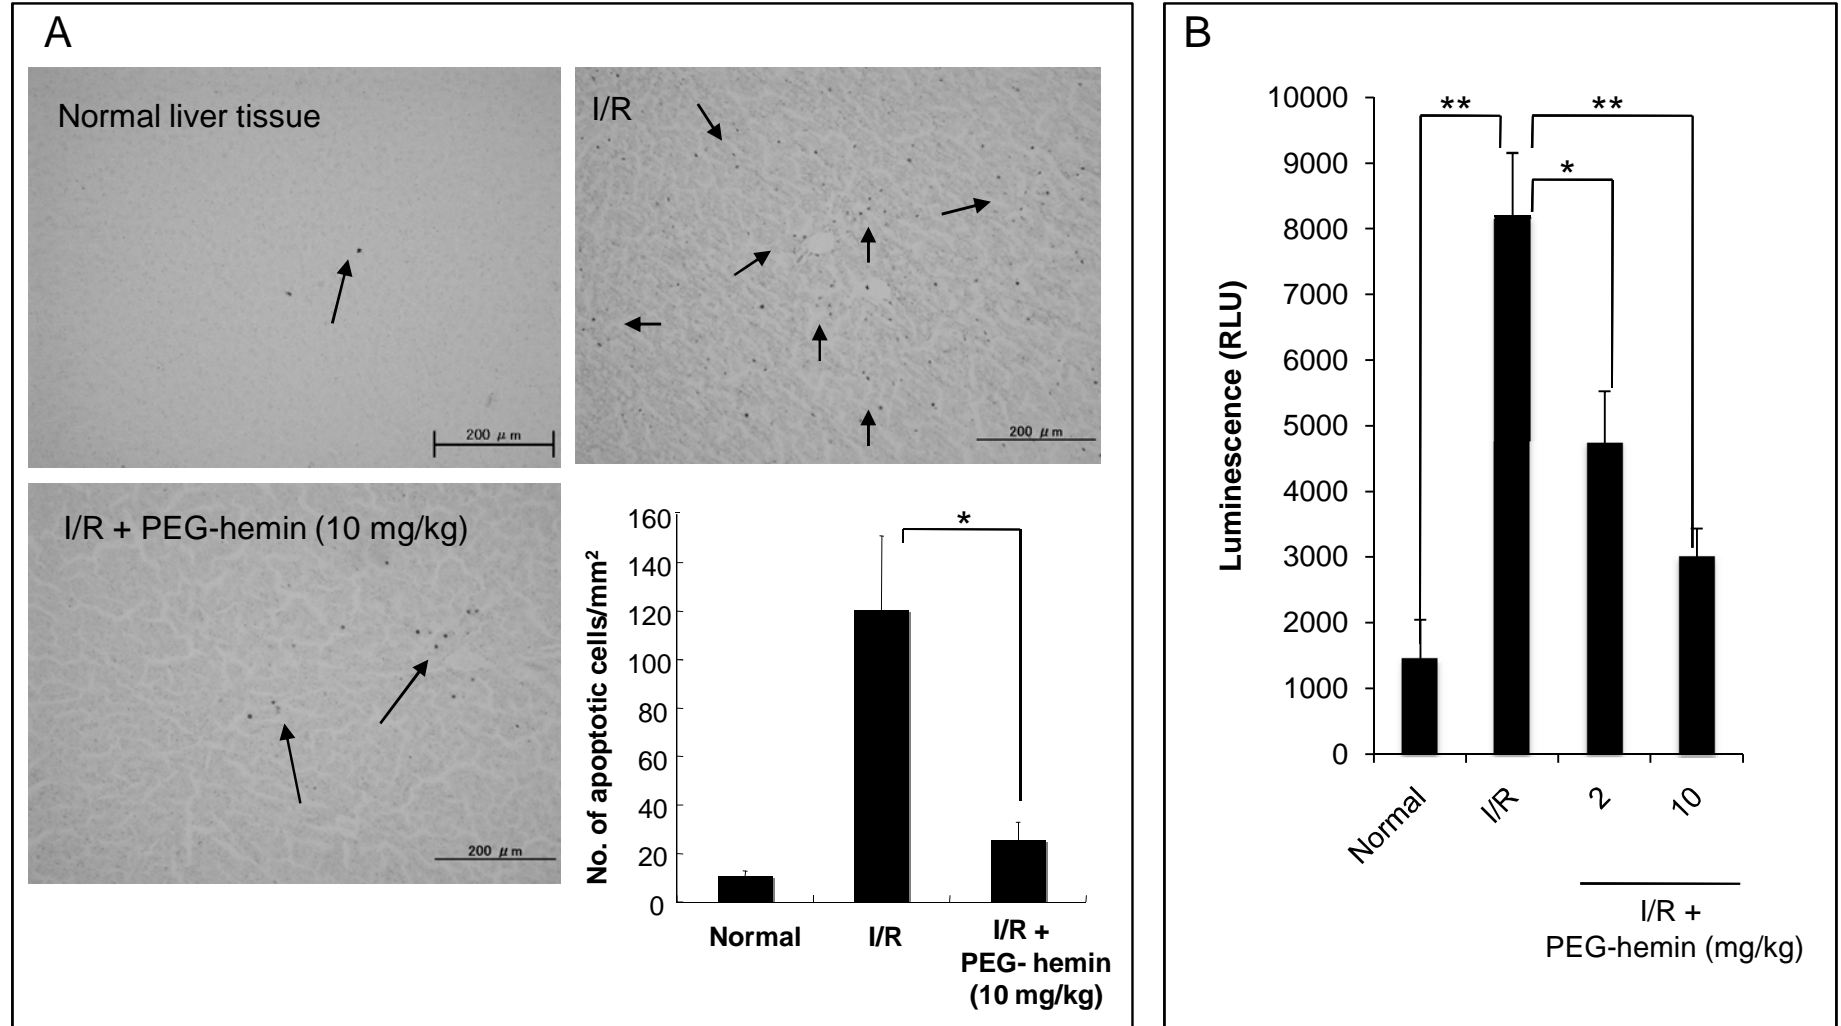 A
Normal liver tissue
200 μm
I/R
200 μm
I/R + PEG-hemin (10 mg/kg)
200 μm
No. of apoptotic cells/mm²
160
140
120
100
80
60
40
20
0
*
Normal
I/R
I/R +
PEG- hemin
(10 mg/kg)
B
Luminescence (RLU)
10000
9000
8000
7000
6000
5000
4000
3000
2000
1000
0
**
**
*
Normal
I/R
2
10
I/R +
PEG-hemin (mg/kg)